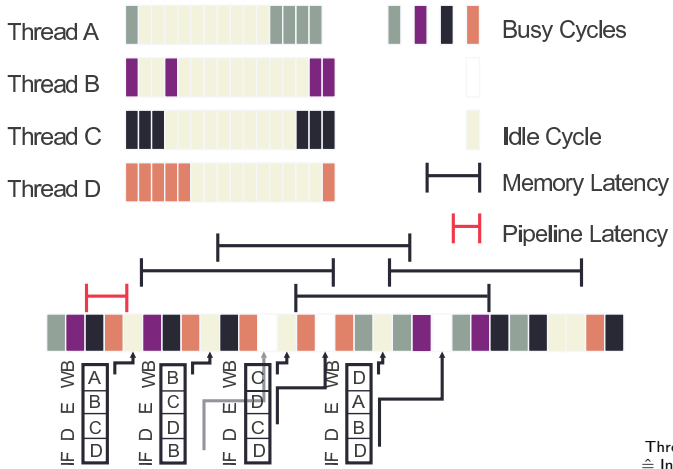 Thread A
Busy Cycles
Thread B
Thread C
Idle Cycle
Thread D
Memory Latency
Pipeline Latency
IF D E WB
A
B
C
D
IF D E WB
B
C
D
B
IF D E WB
C
D
C
D
IF D E WB
D
A
B
D
Thre
≙ In